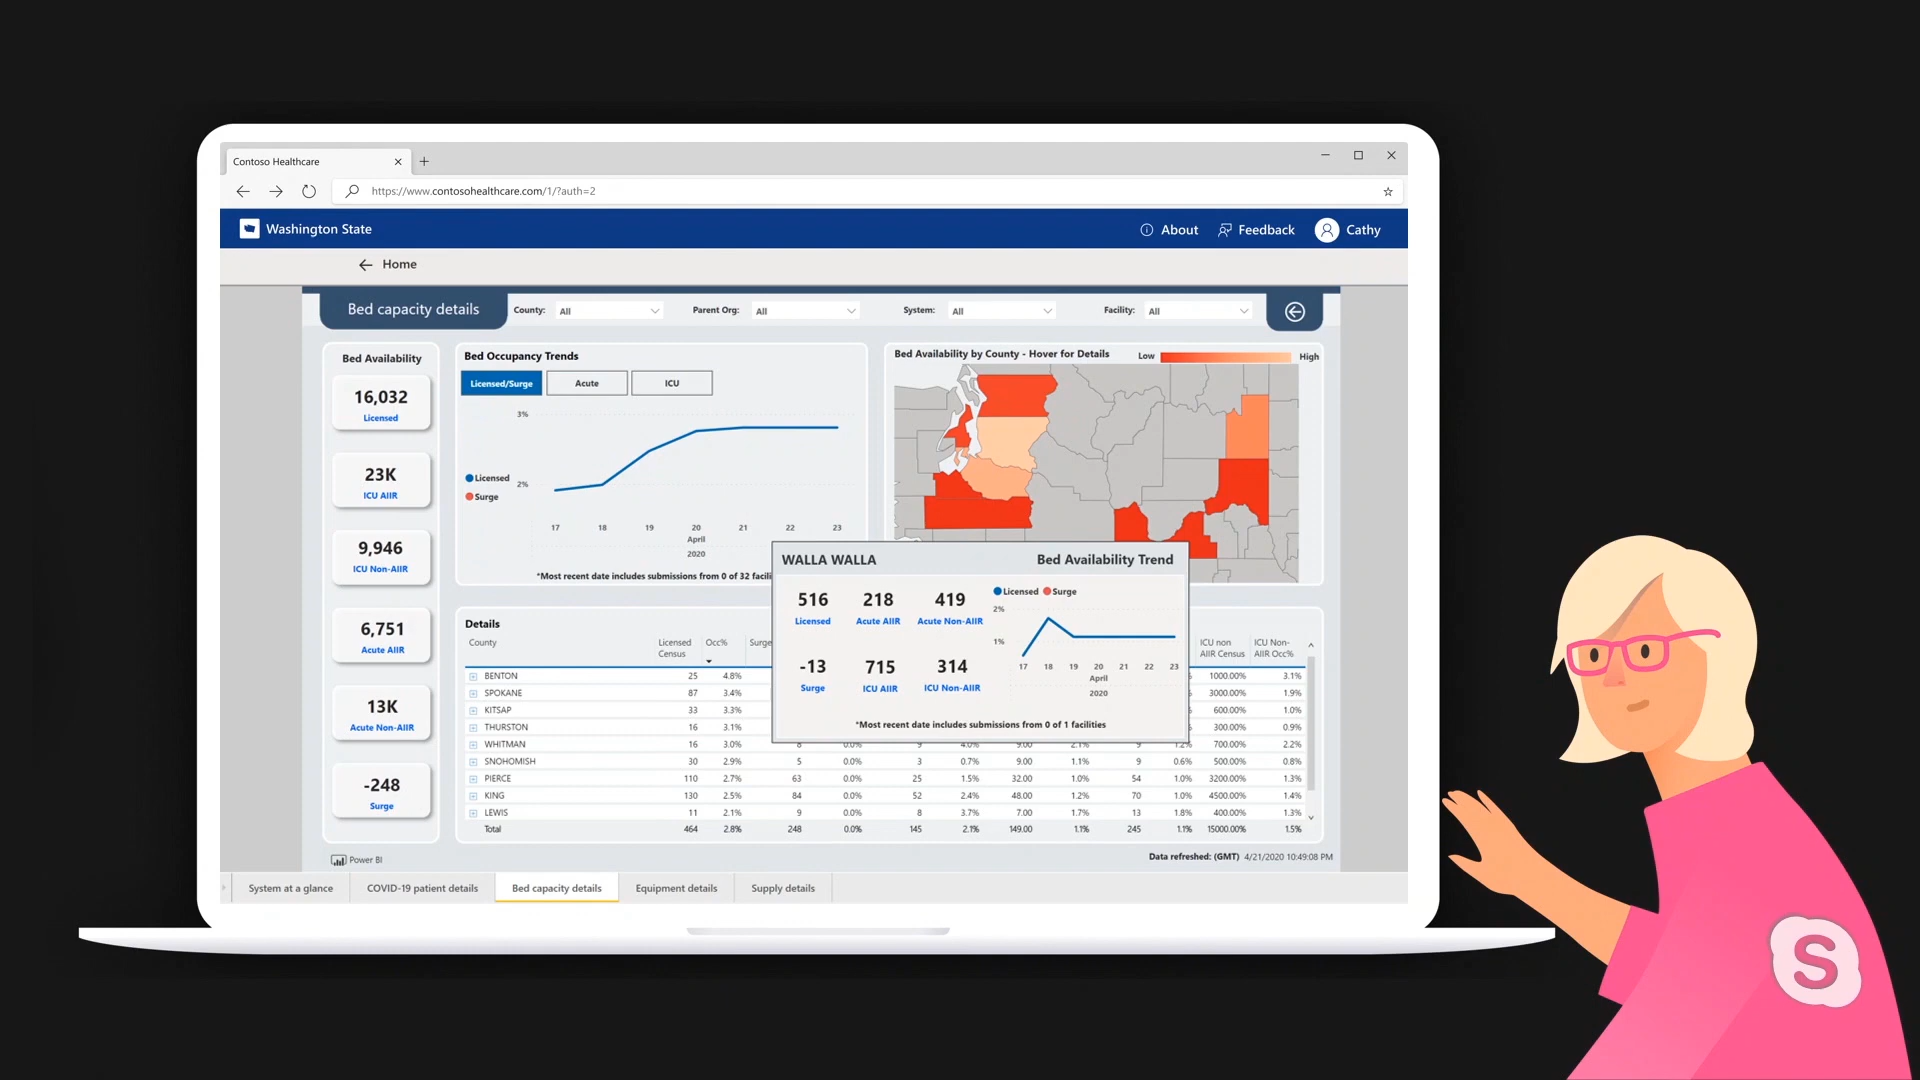 Contoso Healthcare
https://www.contosohealthcare.com/1/?auth=2
Washington State
About
Feedback
Cathy
Home
Bed capacity details
County: All
Parent Org: All
System: All
Facility: All
Bed Availability
16,032
Licensed
23K
ICU AIIR
9,946
ICU Non-AIIR
6,751
Acute AIIR
13K
Acute Non-AIIR
-248
Surge
Bed Occupancy Trends
Licensed/Surge Acute ICU
3%
Licensed
Surge
2%
17 18 19 20 21 22 23
April
2020
*Most recent date includes submissions from 0 of 32
Bed Availability by County - Hover for Details
Low High
WALLA WALLA
Bed Availability Trend
516
Licensed
218
Acute AIIR
419
Acute Non-AIIR
-13
Surge
715
ICU AIIR
314
ICU Non-AIIR
Licensed Surge
2%
1%
17 18 19 20 21 22 23
April
2020
*Most recent date includes submissions from 0 of 1 facilities
Details
County Licensed Census Occ% Surge ICU non AIIR Census ICU Non-AIIR Occ%
BENTON 25 4.8% 1000.00% 3.1%
SPOKANE 87 3.4% 3000.00% 1.9%
KITSAP 33 3.3% 600.00% 1.0%
THURSTON 16 3.1% 300.00% 0.9%
WHITMAN 16 3.0% 8 0.0% 9 4.0% 9.00 2.1% 9 1.2% 700.00% 2.2%
SNOHOMISH 30 2.9% 5 0.0% 3 0.7% 9.00 1.1% 9 0.6% 500.00% 0.8%
PIERCE 110 2.7% 63 0.0% 25 1.5% 32.00 1.0% 54 1.0% 3200.00% 1.3%
KING 130 2.5% 84 0.0% 52 2.4% 48.00 1.2% 70 1.0% 4500.00% 1.4%
LEWIS 11 2.1% 9 0.0% 8 3.7% 7.00 1.7% 13 1.8% 400.00% 1.3%
Total 464 2.8% 248 0.0% 145 2.1% 149.00 1.1% 245 1.1% 15000.00% 1.5%
Power BI
Data refreshed: (GMT) 4/21/2020 10:49:08 PM
System at a glance
COVID-19 patient details
Bed capacity details
Equipment details
Supply details
S